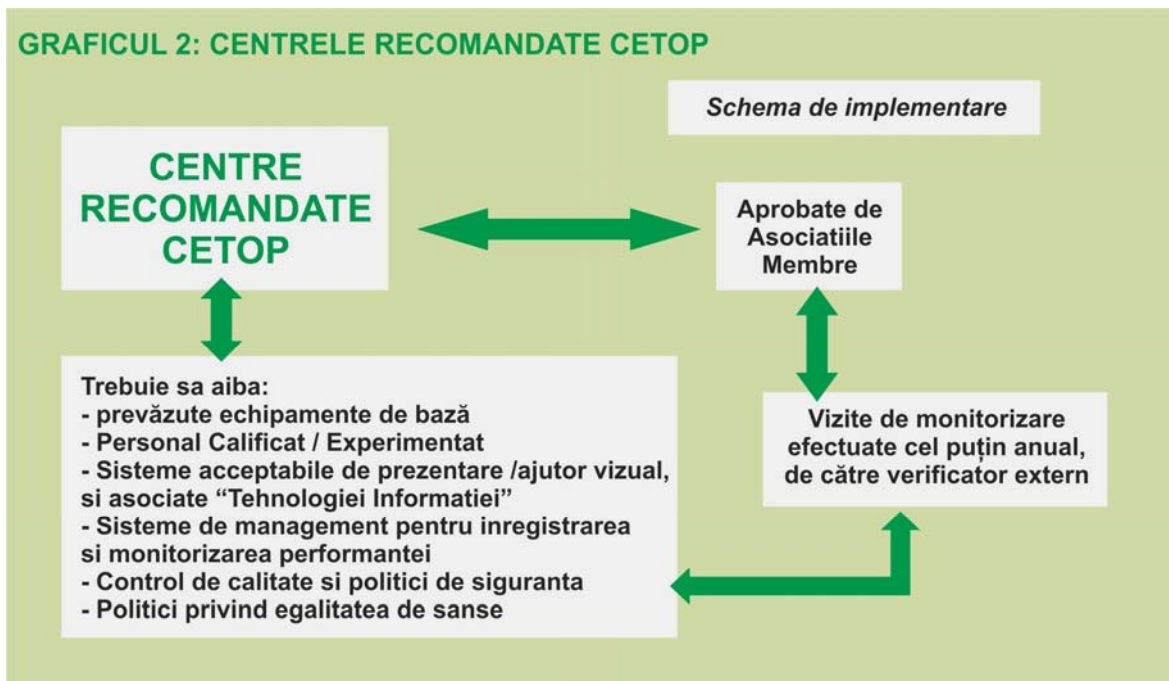 GRAFICUL 2: CENTRELE RECOMANDATE CETOP
Schema de implementare
CENTRE
RECOMANDATE
CETOP
Aprobate de
Asociatiile
Membre
Trebuie sa aiba:
- prevăzute echipamente de bază
- Personal Calificat / Experimentat
- Sisteme acceptabile de prezentare /ajutor vizual,
si asociate “Tehnologiei Informatiei”
- Sisteme de management pentru inregistrarea
si monitorizarea performantei
- Control de calitate si politici de siguranta
- Politici privind egalitatea de sanse
Vizite de monitorizare
efectuate cel puțin anual,
de către verificator extern